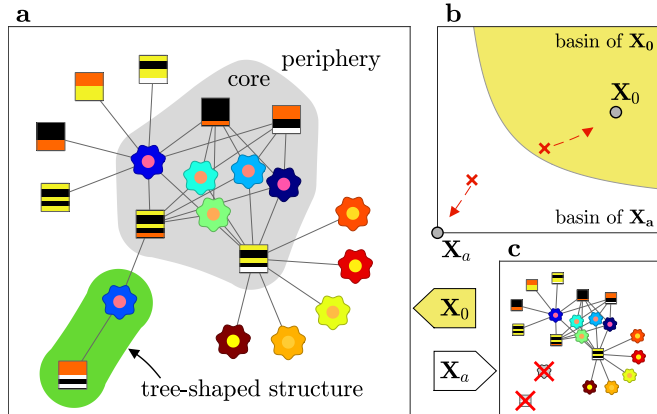 a
periphery
core
tree-shaped structure
b
basin of X₀
X₀
basin of Xₐ
Xₐ
X₀
Xₐ
c